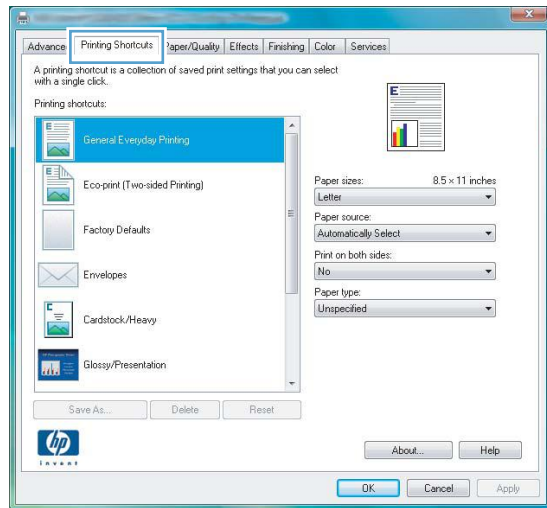 Advance
Printing Shortcuts
Paper/Quality
Effects
Finishing
Color
Services
A printing shortcut is a collection of saved print settings that you can select
with a single click.
Printing shortcuts:
General Everyday Printing
Eco-print (Two-sided Printing)
Factory Defaults
Envelopes
Cardstock/Heavy
Glossy/Presentation
E
Paper sizes: 8.5 × 11 inches
Letter
Paper source:
Automatically Select
Print on both sides:
No
Paper type:
Unspecified
Save As...
Delete
Reset
hp
invent
About...
Help
OK
Cancel
Apply